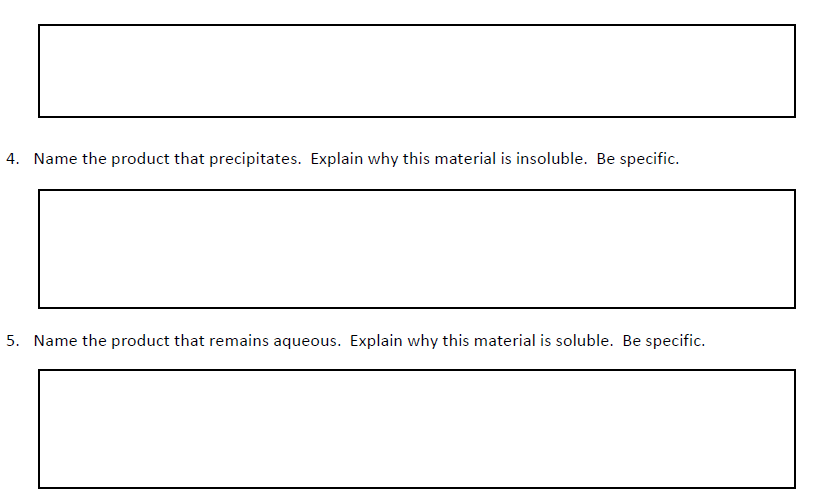 4. Name the product that precipitates. Explain why this material is insoluble. Be specific.
5. Name the product that remains aqueous. Explain why this material is soluble. Be specific.